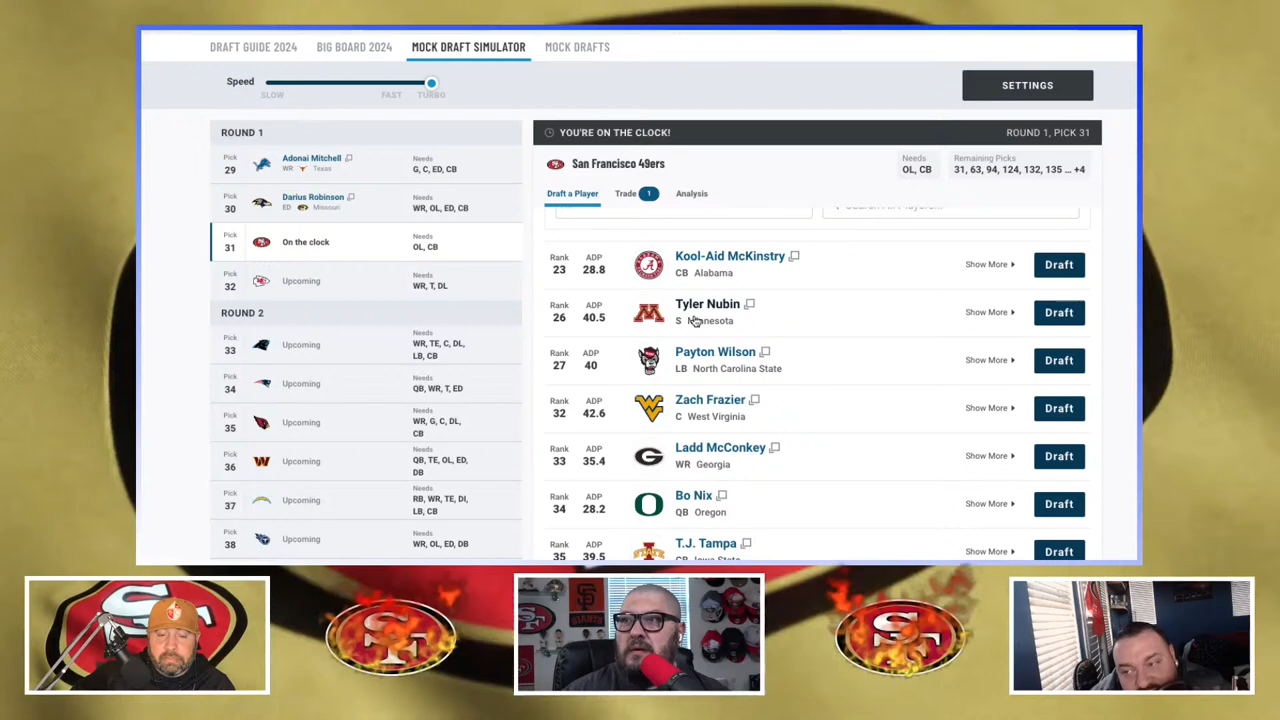 DRAFT GUIDE 2024 BIG BOARD 2024 MOCK DRAFT SIMULATOR MOCK DRAFTS
Speed
SLOW FAST TURBO
SETTINGS
ROUND 1
Pick 29
Adonai Mitchell
WR Texas
Needs
G, C, ED, CB
Pick 30
Darius Robinson
ED Missouri
Needs
WR, OL, ED, CB
Pick 31
On the clock
Needs
OL, CB
Pick 32
Upcoming
Needs
WR, T, DL
ROUND 2
Pick 33
Upcoming
Needs
WR, TE, C, DL,
LB, CB
Pick 34
Upcoming
Needs
QB, WR, T, ED
Pick 35
Upcoming
Needs
WR, G, C, DL,
CB
Pick 36
Upcoming
Needs
QB, TE, OL, ED,
DB
Pick 37
Upcoming
Needs
RB, WR, TE, DI,
LB, CB
Pick 38
Upcoming
Needs
WR, OL, ED, DB
YOU'RE ON THE CLOCK! ROUND 1, PICK 31
San Francisco 49ers
Needs
OL, CB
Remaining Picks
31, 63, 94, 124, 132, 135 ... +4
Draft a Player Trade 1 Analysis
Rank 23 ADP 28.8
Kool-Aid McKinstry
CB Alabama
Show More Draft
Rank 26 ADP 40.5
Tyler Nubin
S Minnesota
Show More Draft
Rank 27 ADP 40
Payton Wilson
LB North Carolina State
Show More Draft
Rank 32 ADP 42.6
Zach Frazier
C West Virginia
Show More Draft
Rank 33 ADP 35.4
Ladd McConkey
WR Georgia
Show More Draft
Rank 34 ADP 28.2
Bo Nix
QB Oregon
Show More Draft
Rank 35 ADP 39.5
T.J. Tampa
CB Iowa State
Show More Draft
SF
GIANTS
SF